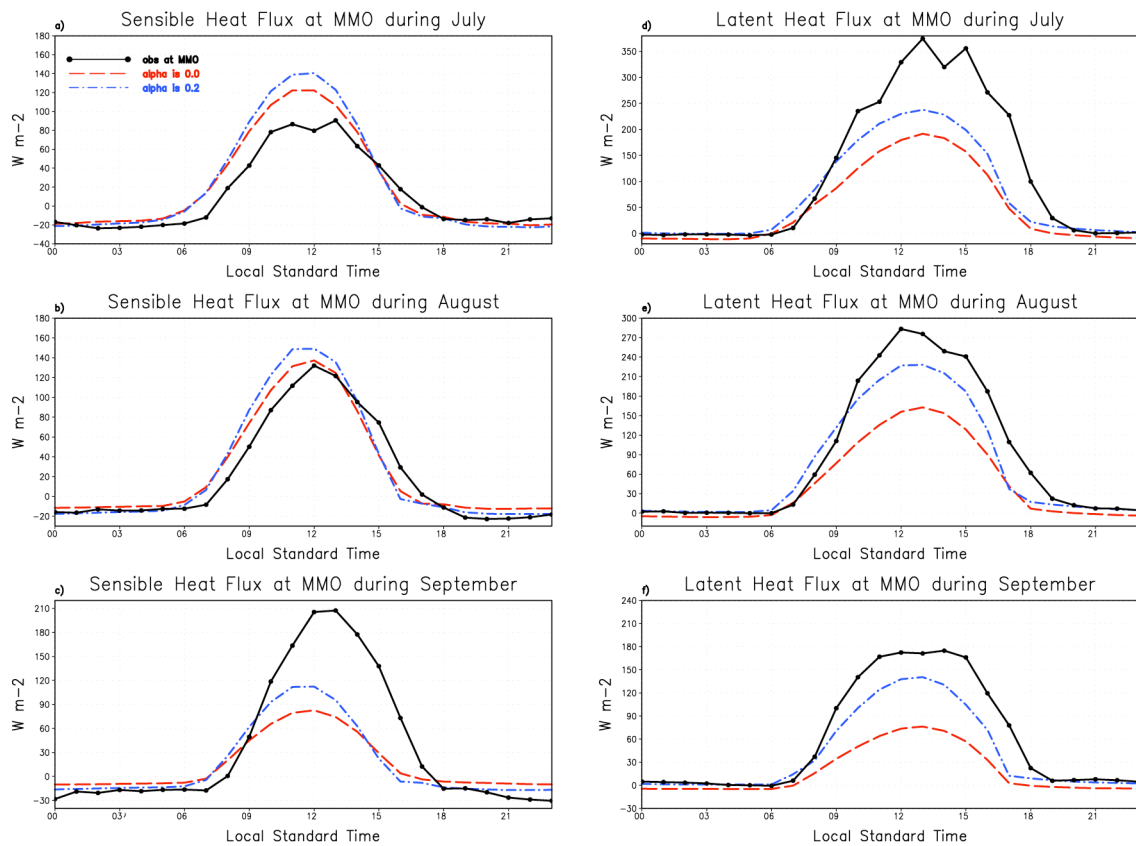 a) Sensible Heat Flux at MMO during July
180
160
140
120
100
80
60
40
20
0
−20
−40
W m−2
obs at MMO
alpha is 0.0
alpha is 0.2
00 03 06 09 12 15 18 21
Local Standard Time
d) Latent Heat Flux at MMO during July
350
300
250
200
150
100
50
0
W m−2
00 03 06 09 12 15 18 21
Local Standard Time
b) Sensible Heat Flux at MMO during August
180
160
140
120
100
80
60
40
20
0
−20
W m−2
00 03 06 09 12 15 18 21
Local Standard Time
e) Latent Heat Flux at MMO during August
300
270
240
210
180
150
120
90
60
30
0
W m−2
00 03 06 09 12 15 18 21
Local Standard Time
c) Sensible Heat Flux at MMO during September
210
180
150
120
90
60
30
0
−30
W m−2
00 03 06 09 12 15 18 21
Local Standard Time
f) Latent Heat Flux at MMO during September
240
210
180
150
120
90
60
30
0
−30
W m−2
00 03 06 09 12 15 18 21
Local Standard Time